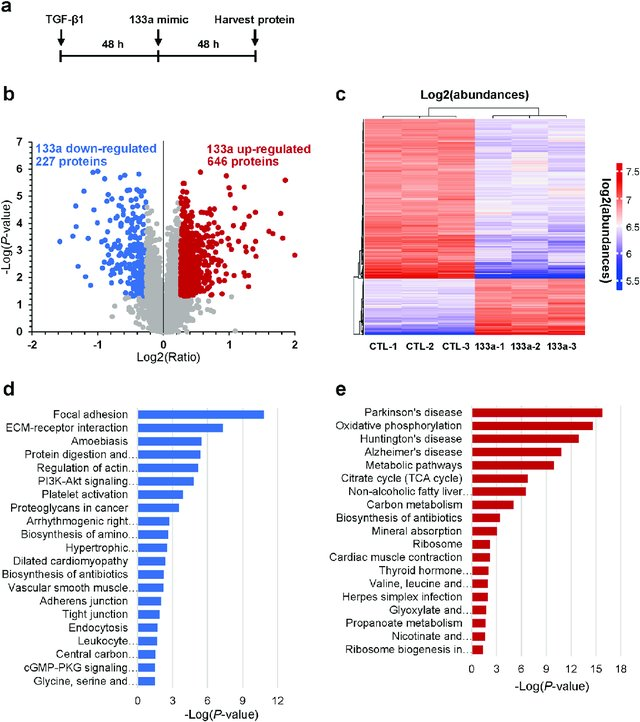 a
TGF-β1 133a mimic Harvest protein
48 h 48 h
b
133a down-regulated
227 proteins
133a up-regulated
646 proteins
7
6
5
4
3
2
1
0
-Log(P-value)
-2 -1 0 1 2
Log2(Ratio)
c
Log2(abundances)
7.5
7
6.5
6
5.5
log2(abundances)
CTL-1 CTL-2 CTL-3 133a-1 133a-2 133a-3
d
Focal adhesion
ECM-receptor interaction
Amoebiasis
Protein digestion and…
Regulation of actin…
PI3K-Akt signaling…
Platelet activation
Proteoglycans in cancer
Arrhythmogenic right…
Biosynthesis of amino…
Hypertrophic…
Dilated cardiomyopathy
Biosynthesis of antibiotics
Vascular smooth muscle…
Adherens junction
Tight junction
Endocytosis
Leukocyte…
Central carbon…
cGMP-PKG signaling…
Glycine, serine and…
0 3 6 9 12
-Log(P-value)
e
Parkinson's disease
Oxidative phosphorylation
Huntington's disease
Alzheimer's disease
Metabolic pathways
Citrate cycle (TCA cycle)
Non-alcoholic fatty liver…
Carbon metabolism
Biosynthesis of antibiotics
Mineral absorption
Ribosome
Cardiac muscle contraction
Thyroid hormone…
Valine, leucine and…
Herpes simplex infection
Glyoxylate and…
Propanoate metabolism
Nicotinate and…
Ribosome biogenesis in…
0 3 6 9 12 15 18
-Log(P-value)